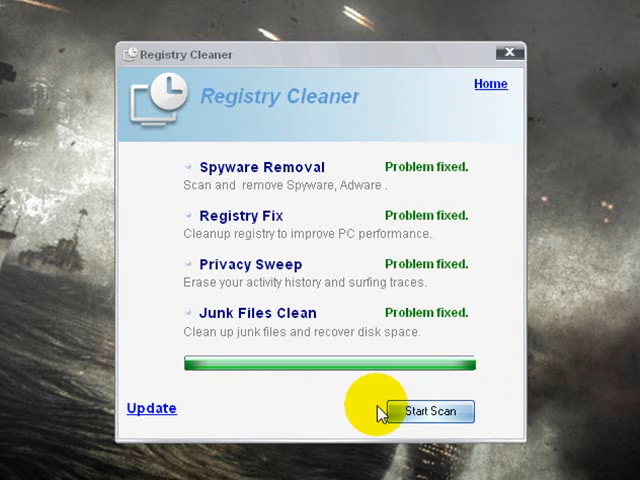 Registry Cleaner
X
Home
Registry Cleaner
Spyware Removal Problem fixed.
Scan and remove Spyware, Adware .
Registry Fix Problem fixed.
Cleanup registry to improve PC performance.
Privacy Sweep Problem fixed.
Erase your activity history and surfing traces.
Junk Files Clean Problem fixed.
Clean up junk files and recover disk space.
Update Start Scan